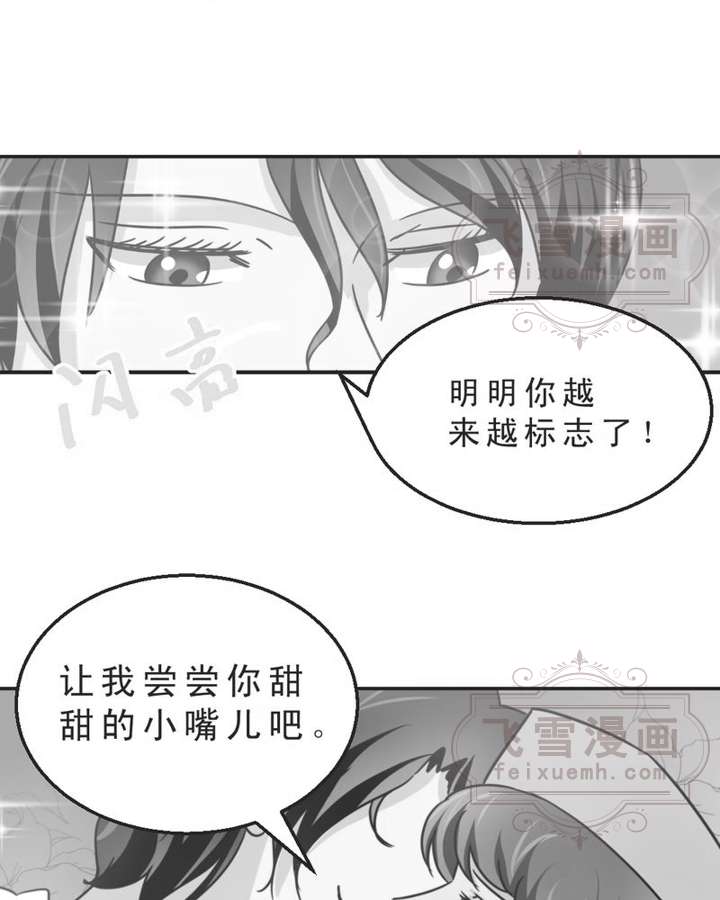 飞雪漫画
feixuemh.com
闪亮
明明你越
来越标志了！
让我尝尝你甜
甜的小嘴儿吧。
飞雪漫画
feixuemh.com